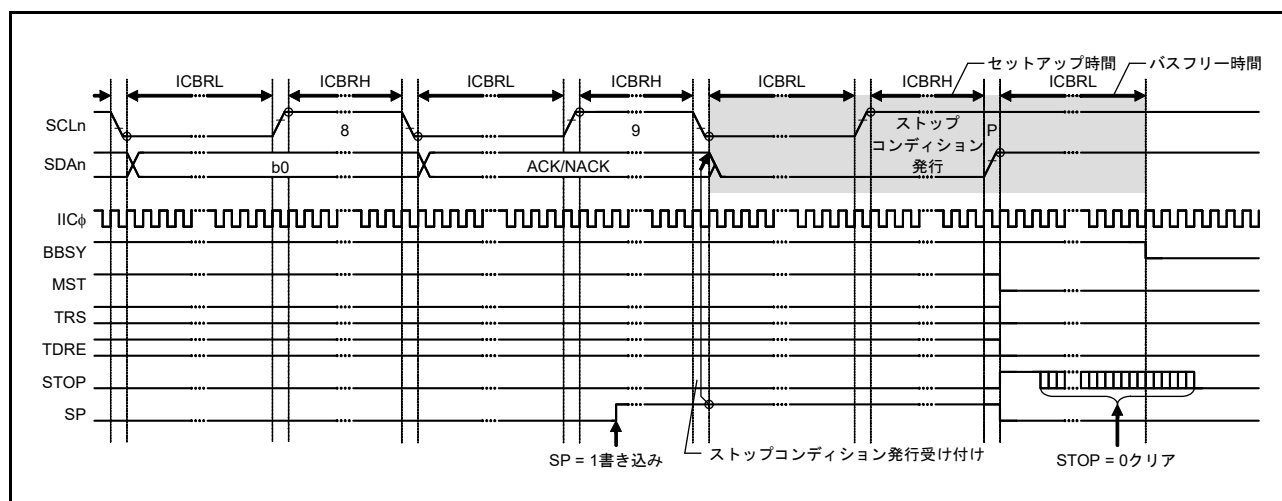 ICBRL
ICBRH
ICBRL
ICBRH
ICBRL
ICBRH
セットアップ時間
ICBRL
バスフリー時間
SCLn
8
9
ストップ
コンディション
発行
P
SDAn
b0
ACK/NACK
IICϕ
BBSY
MST
TRS
TDRE
STOP
SP
SP = 1書き込み
ストップコンディション発行受け付け
STOP = 0クリア